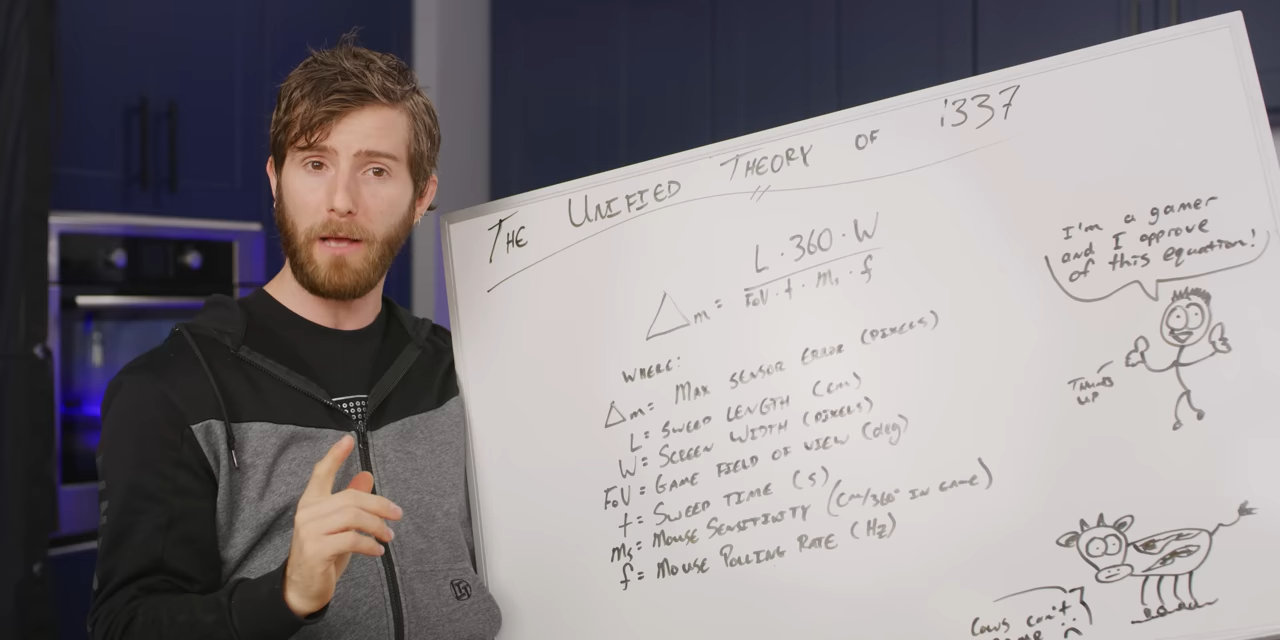 THE UNIFIED THEORY OF i337
Δm = L · 360 · W
FoV · t · Ms · f
WHERE:
Δm = MAX SENSOR ERROR (PIXELS)
L = SWEEP LENGTH (cm)
W = SCREEN WIDTH (PIXELS)
FoV = GAME FIELD OF VIEW (deg)
t = SWEEP TIME (s)
Ms = MOUSE SENSITIVITY (cm/360° IN GAME)
f = MOUSE POLLING RATE (Hz)
I'm a gamer
and I approve
of this equation!
THUMBS
UP
Cows can't